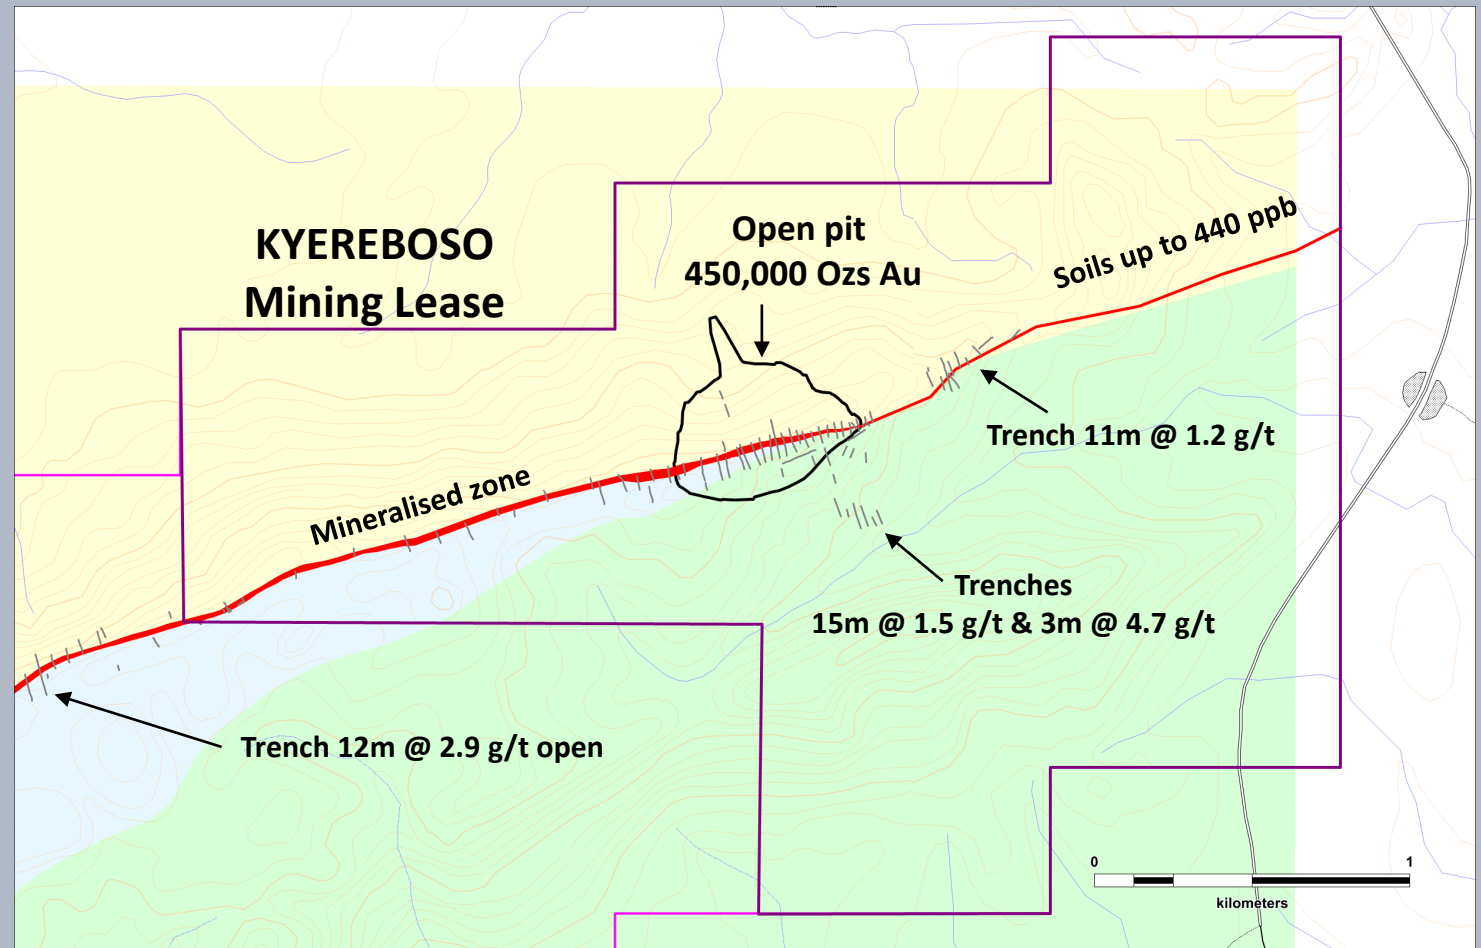 KYEREBOSO
Mining Lease
Open pit
450,000 Ozs Au
Soils up to 440 ppb
Trench 11m @ 1.2 g/t
Mineralised zone
Trenches
15m @ 1.5 g/t & 3m @ 4.7 g/t
Trench 12m @ 2.9 g/t open
0 1
kilometers